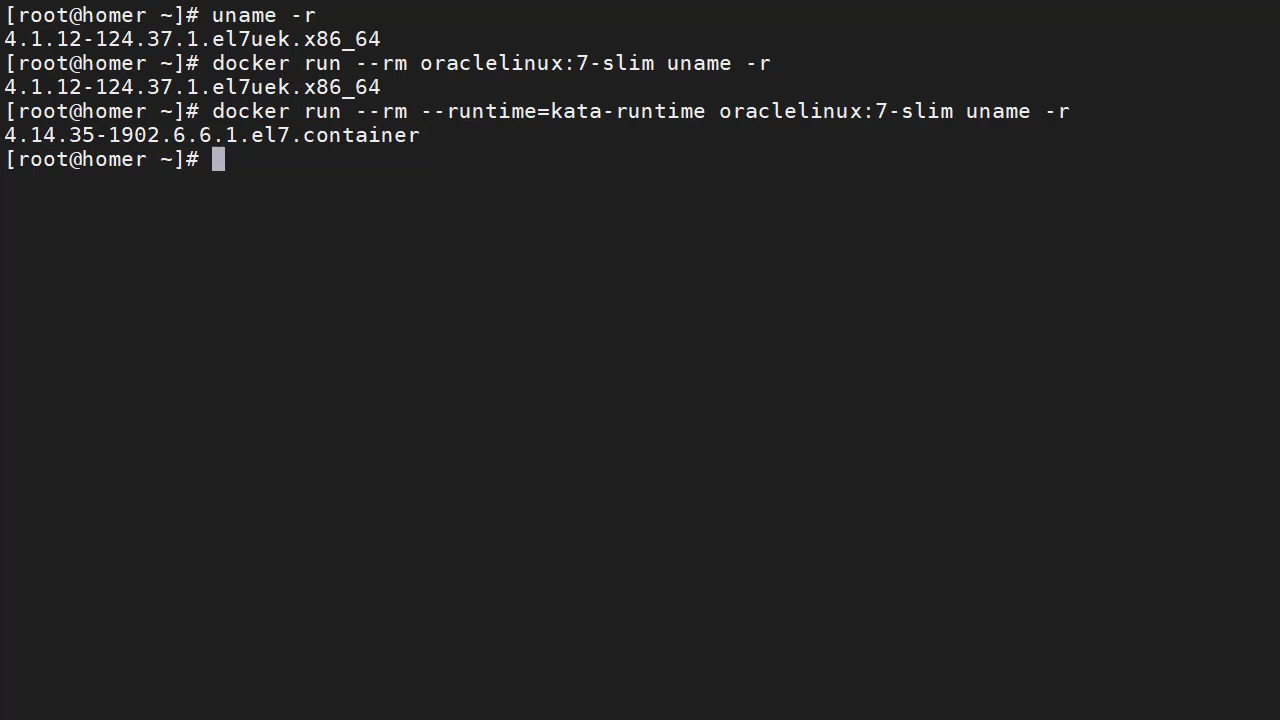 [root@homer ~]# uname -r
4.1.12-124.37.1.el7uek.x86_64
[root@homer ~]# docker run --rm oraclelinux:7-slim uname -r
4.1.12-124.37.1.el7uek.x86_64
[root@homer ~]# docker run --rm --runtime=kata-runtime oraclelinux:7-slim uname -r
4.14.35-1902.6.6.1.el7.container
[root@homer ~]#